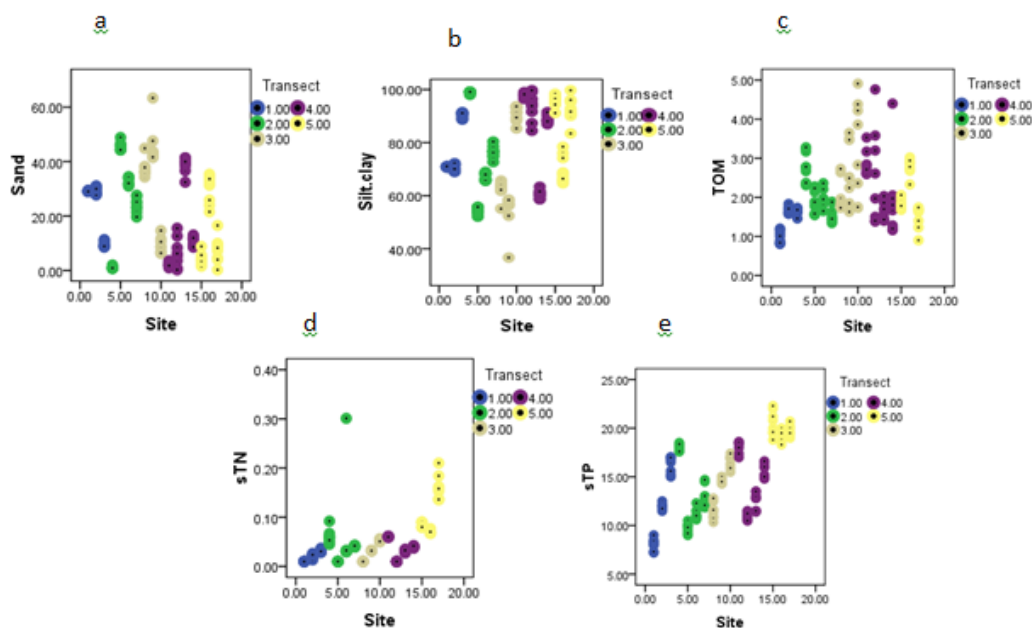 a
b
c
Sand
60.00
40.00
20.00
0.00
0.00 5.00 10.00 15.00 20.00
Site
Transect
1.00 4.00
2.00 5.00
3.00
Silt.clay
100.00
80.00
60.00
40.00
0.00 5.00 10.00 15.00 20.00
Site
Transect
1.00 4.00
2.00 5.00
3.00
TOM
5.00
4.00
3.00
2.00
1.00
0.00
0.00 5.00 10.00 15.00 20.00
Site
Transect
1.00 4.00
2.00 5.00
3.00
d
e
sTN
0.40
0.30
0.20
0.10
0.00
0.00 5.00 10.00 15.00 20.00
Site
Transect
1.00 4.00
2.00 5.00
3.00
sTP
25.00
20.00
15.00
10.00
5.00
0.00 5.00 10.00 15.00 20.00
Site
Transect
1.00 4.00
2.00 5.00
3.00